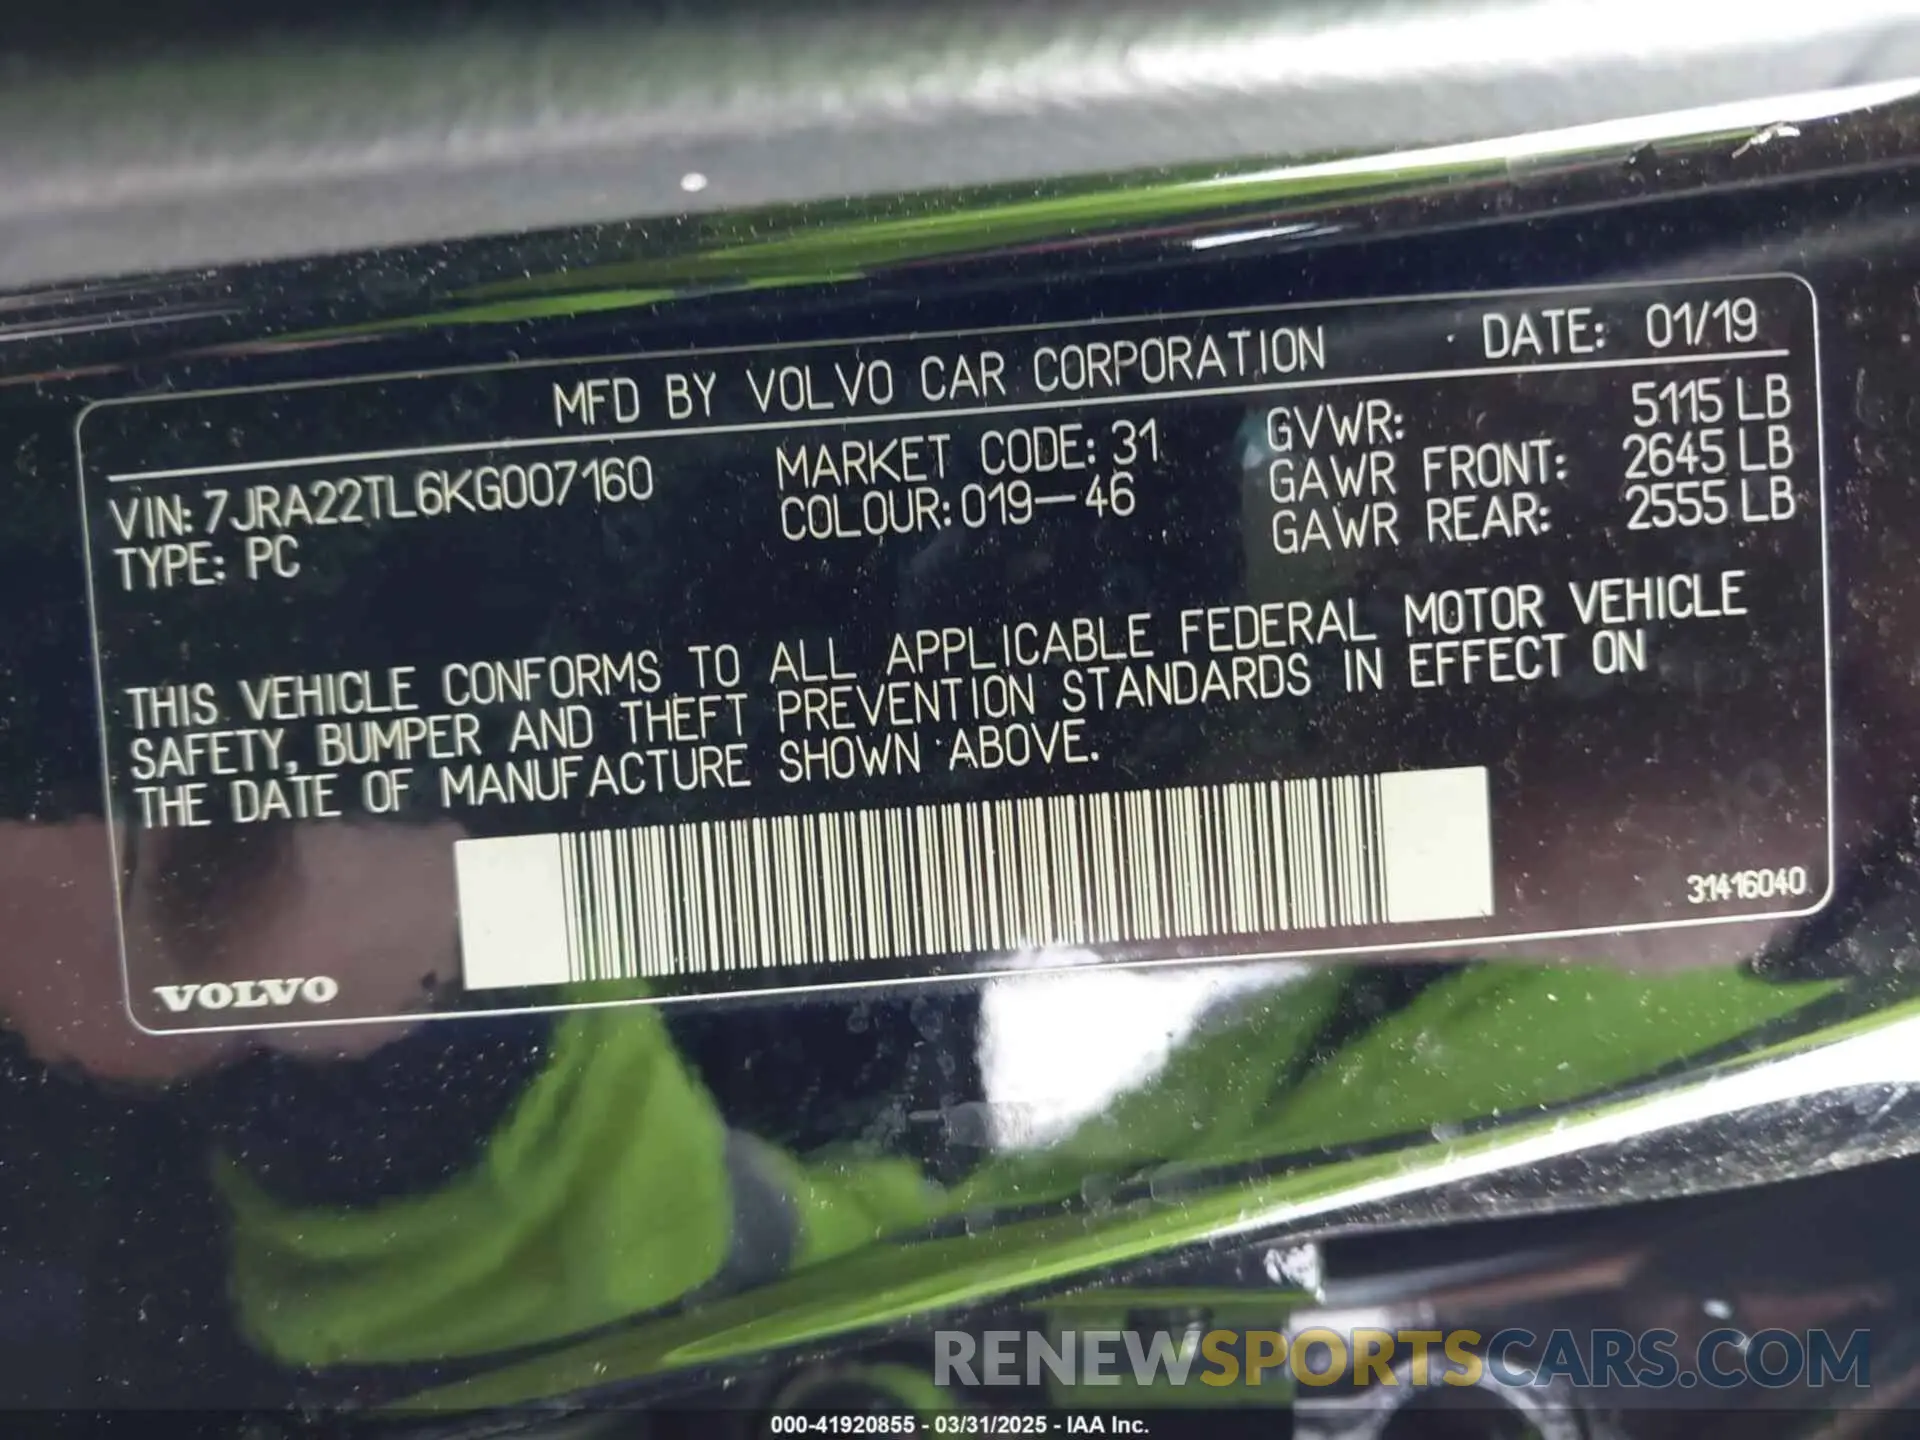 MFD BY VOLVO CAR CORPORATION DATE: 01/19
VIN: 7JRA22TL6KG007160 MARKET CODE: 31 GVWR: 5115 LB
TYPE: PC COLOUR: 019-46 GAWR FRONT: 2645 LB
GAWR REAR: 2555 LB
THIS VEHICLE CONFORMS TO ALL APPLICABLE FEDERAL MOTOR VEHICLE
SAFETY, BUMPER AND THEFT PREVENTION STANDARDS IN EFFECT ON
THE DATE OF MANUFACTURE SHOWN ABOVE.
31416040
VOLVO
RENEWSPORTSCARS.COM
000-41920855 - 03/31/2025 - IAA Inc.